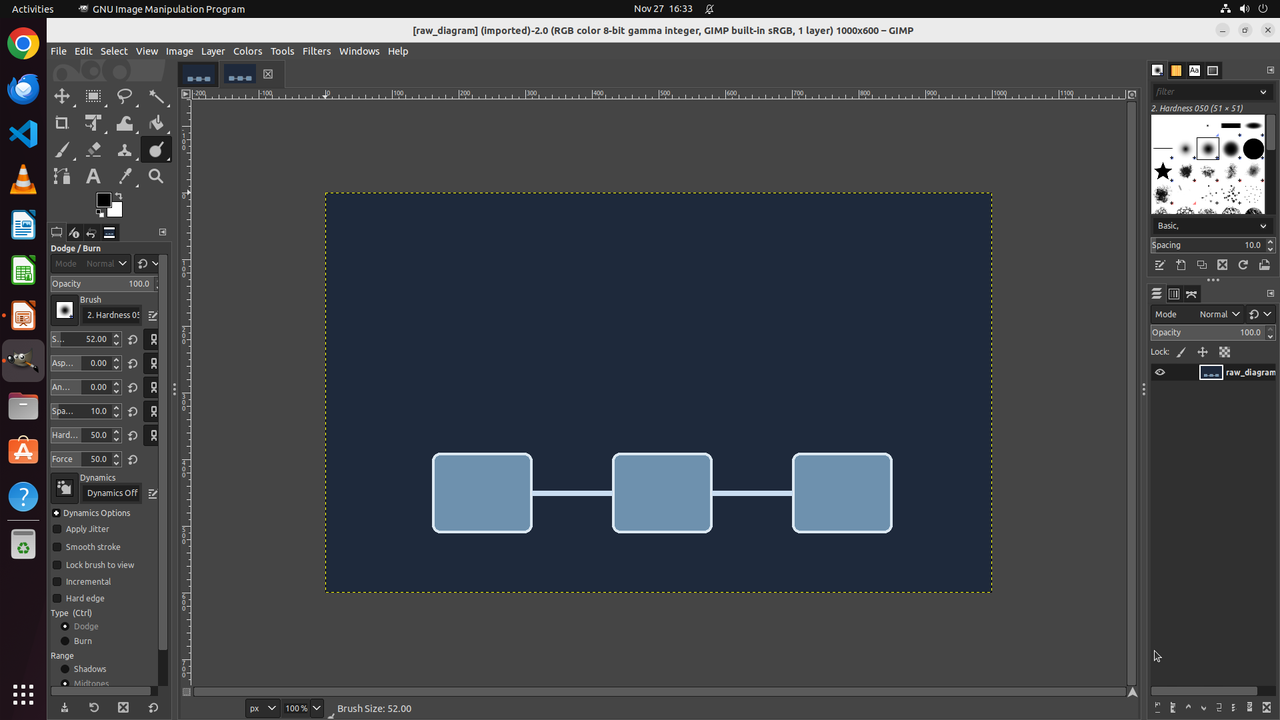 Activities
GNU Image Manipulation Program
Nov 27 16:33
[raw_diagram] (imported)-2.0 (RGB color 8-bit gamma integer, GIMP built-in sRGB, 1 layer) 1000x600 – GIMP
File Edit Select View Image Layer Colors Tools Filters Windows Help
filter
2. Hardness 050 (51 × 51)
Basic,
Spacing 10.0
Dodge / Burn
Mode Normal
Opacity 100.0
Brush
2. Hardness 05
S... 52.00
Asp... 0.00
An... 0.00
Spa... 10.0
Hard... 50.0
Force 50.0
Dynamics
Dynamics Off
Dynamics Options
Apply Jitter
Smooth stroke
Lock brush to view
Incremental
Hard edge
Type (Ctrl)
Dodge
Burn
Range
Shadows
Midtones
Mode Normal
Opacity 100.0
Lock:
raw_diagram
px
100 %
Brush Size: 52.00